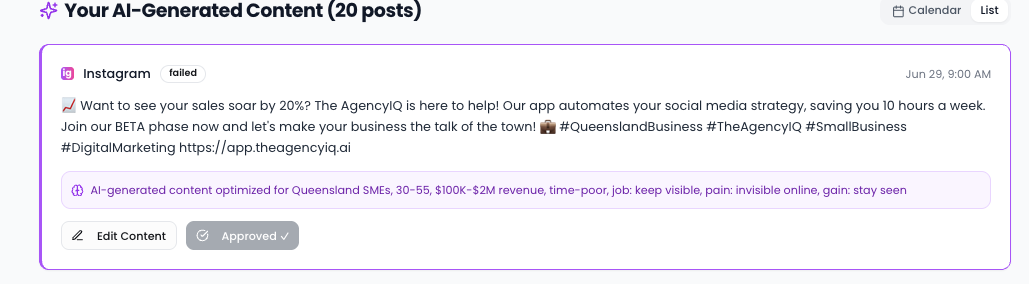 Your AI-Generated Content (20 posts)
Calendar List
ig Instagram failed Jun 29, 9:00 AM
📈 Want to see your sales soar by 20%? The AgencyIQ is here to help! Our app automates your social media strategy, saving you 10 hours a week.
Join our BETA phase now and let's make your business the talk of the town! 💼 #QueenslandBusiness #TheAgencyIQ #SmallBusiness
#DigitalMarketing https://app.theagencyiq.ai
AI-generated content optimized for Queensland SMEs, 30-55, $100K-$2M revenue, time-poor, job: keep visible, pain: invisible online, gain: stay seen
Edit Content Approved ✓